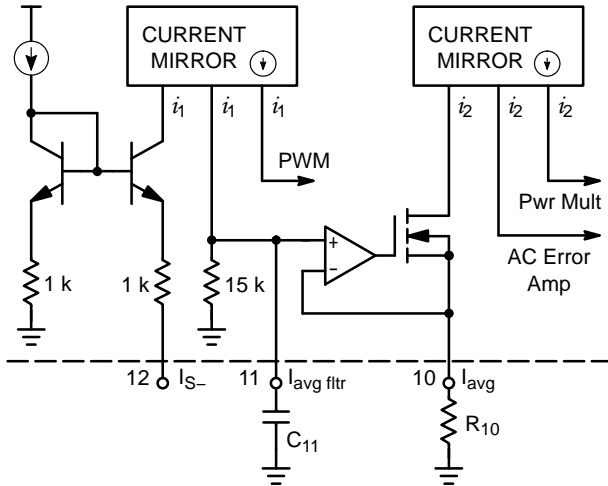 CURRENT
MIRROR
CURRENT
MIRROR
i1
i1
i1
i2
i2
i2
PWM
Pwr Mult
AC Error
Amp
+
−
1 k
1 k
15 k
12
IS−
11
Iavg fltr
10
Iavg
C11
R10